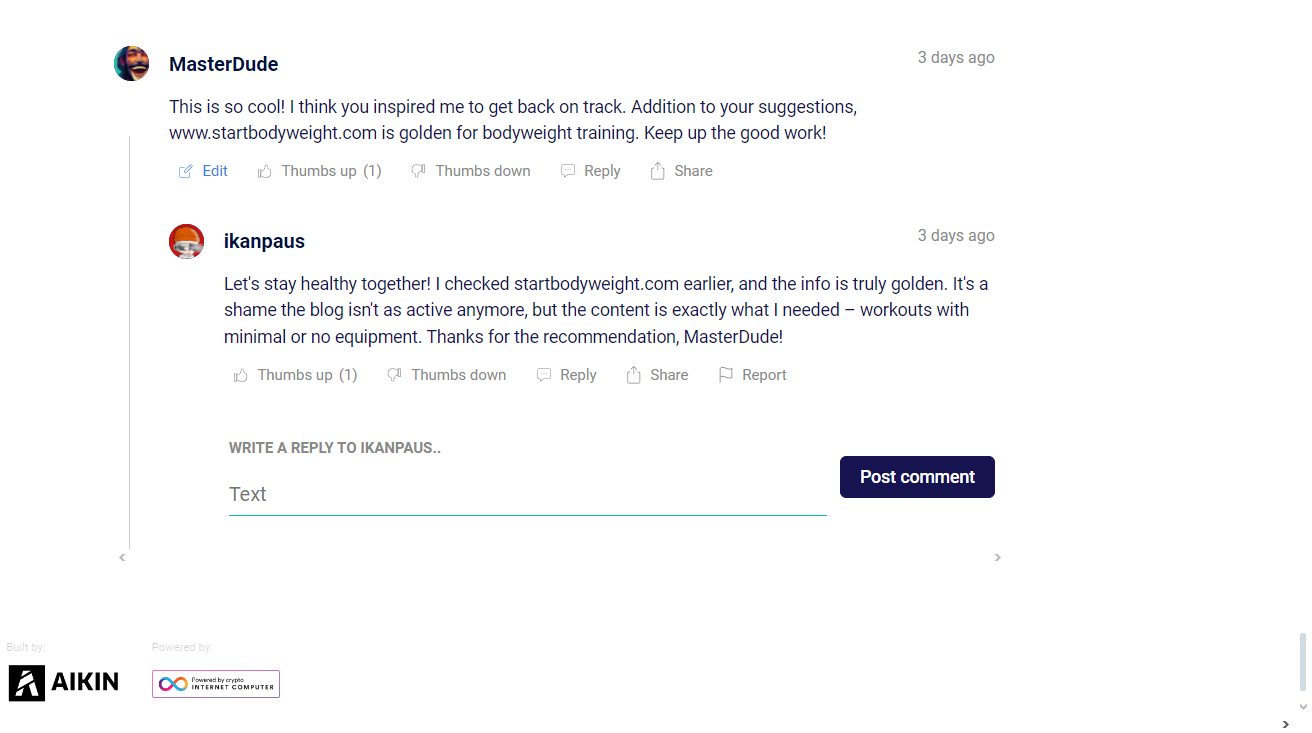 MasterDude
3 days ago
This is so cool! I think you inspired me to get back on track. Addition to your suggestions,
www.startbodyweight.com is golden for bodyweight training. Keep up the good work!
Edit Thumbs up (1) Thumbs down Reply Share
ikanpaus
3 days ago
Let's stay healthy together! I checked startbodyweight.com earlier, and the info is truly golden. It's a
shame the blog isn't as active anymore, but the content is exactly what I needed – workouts with
minimal or no equipment. Thanks for the recommendation, MasterDude!
Thumbs up (1) Thumbs down Reply Share Report
WRITE A REPLY TO IKANPAUS..
Text
Post comment
Built by:
Powered by:
AIKIN
Powered by crypto
INTERNET COMPUTER